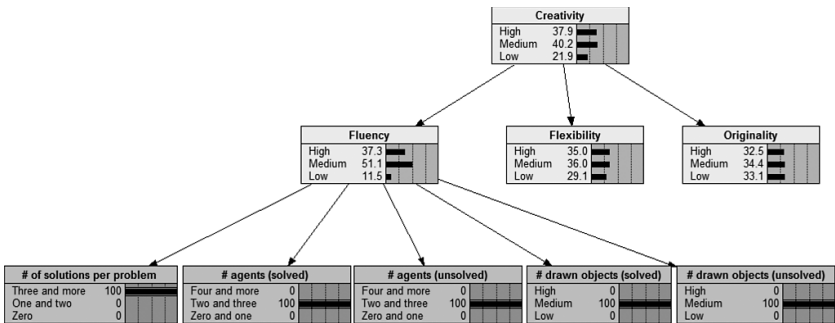 Creativity
High 37.9
Medium 40.2
Low 21.9
Fluency
High 37.3
Medium 51.1
Low 11.5
Flexibility
High 35.0
Medium 36.0
Low 29.1
Originality
High 32.5
Medium 34.4
Low 33.1
# of solutions per problem
Three and more 100
One and two 0
Zero 0
# agents (solved)
Four and more 0
Two and three 100
Zero and one 0
# agents (unsolved)
Four and more 0
Two and three 100
Zero and one 0
# drawn objects (solved)
High 0
Medium 100
Low 0
# drawn objects (unsolved)
High 0
Medium 100
Low 0